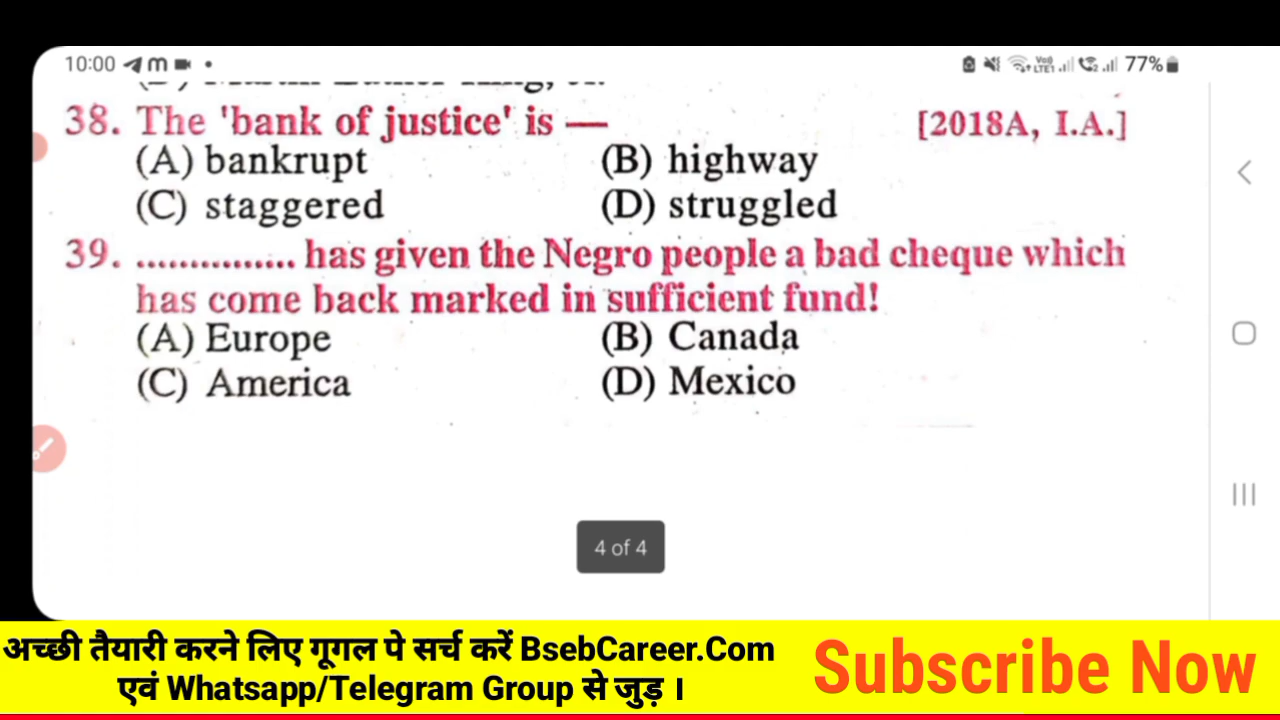 10:00
77%
38. The 'bank of justice' is — [2018A, I.A.]
(A) bankrupt (B) highway
(C) staggered (D) struggled
39. ............... has given the Negro people a bad cheque which
has come back marked in sufficient fund!
(A) Europe (B) Canada
(C) America (D) Mexico
4 of 4
अच्छी तैयारी करने लिए गूगल पे सर्च करें BsebCareer.Com
एवं Whatsapp/Telegram Group से जुड़ ।
Subscribe Now